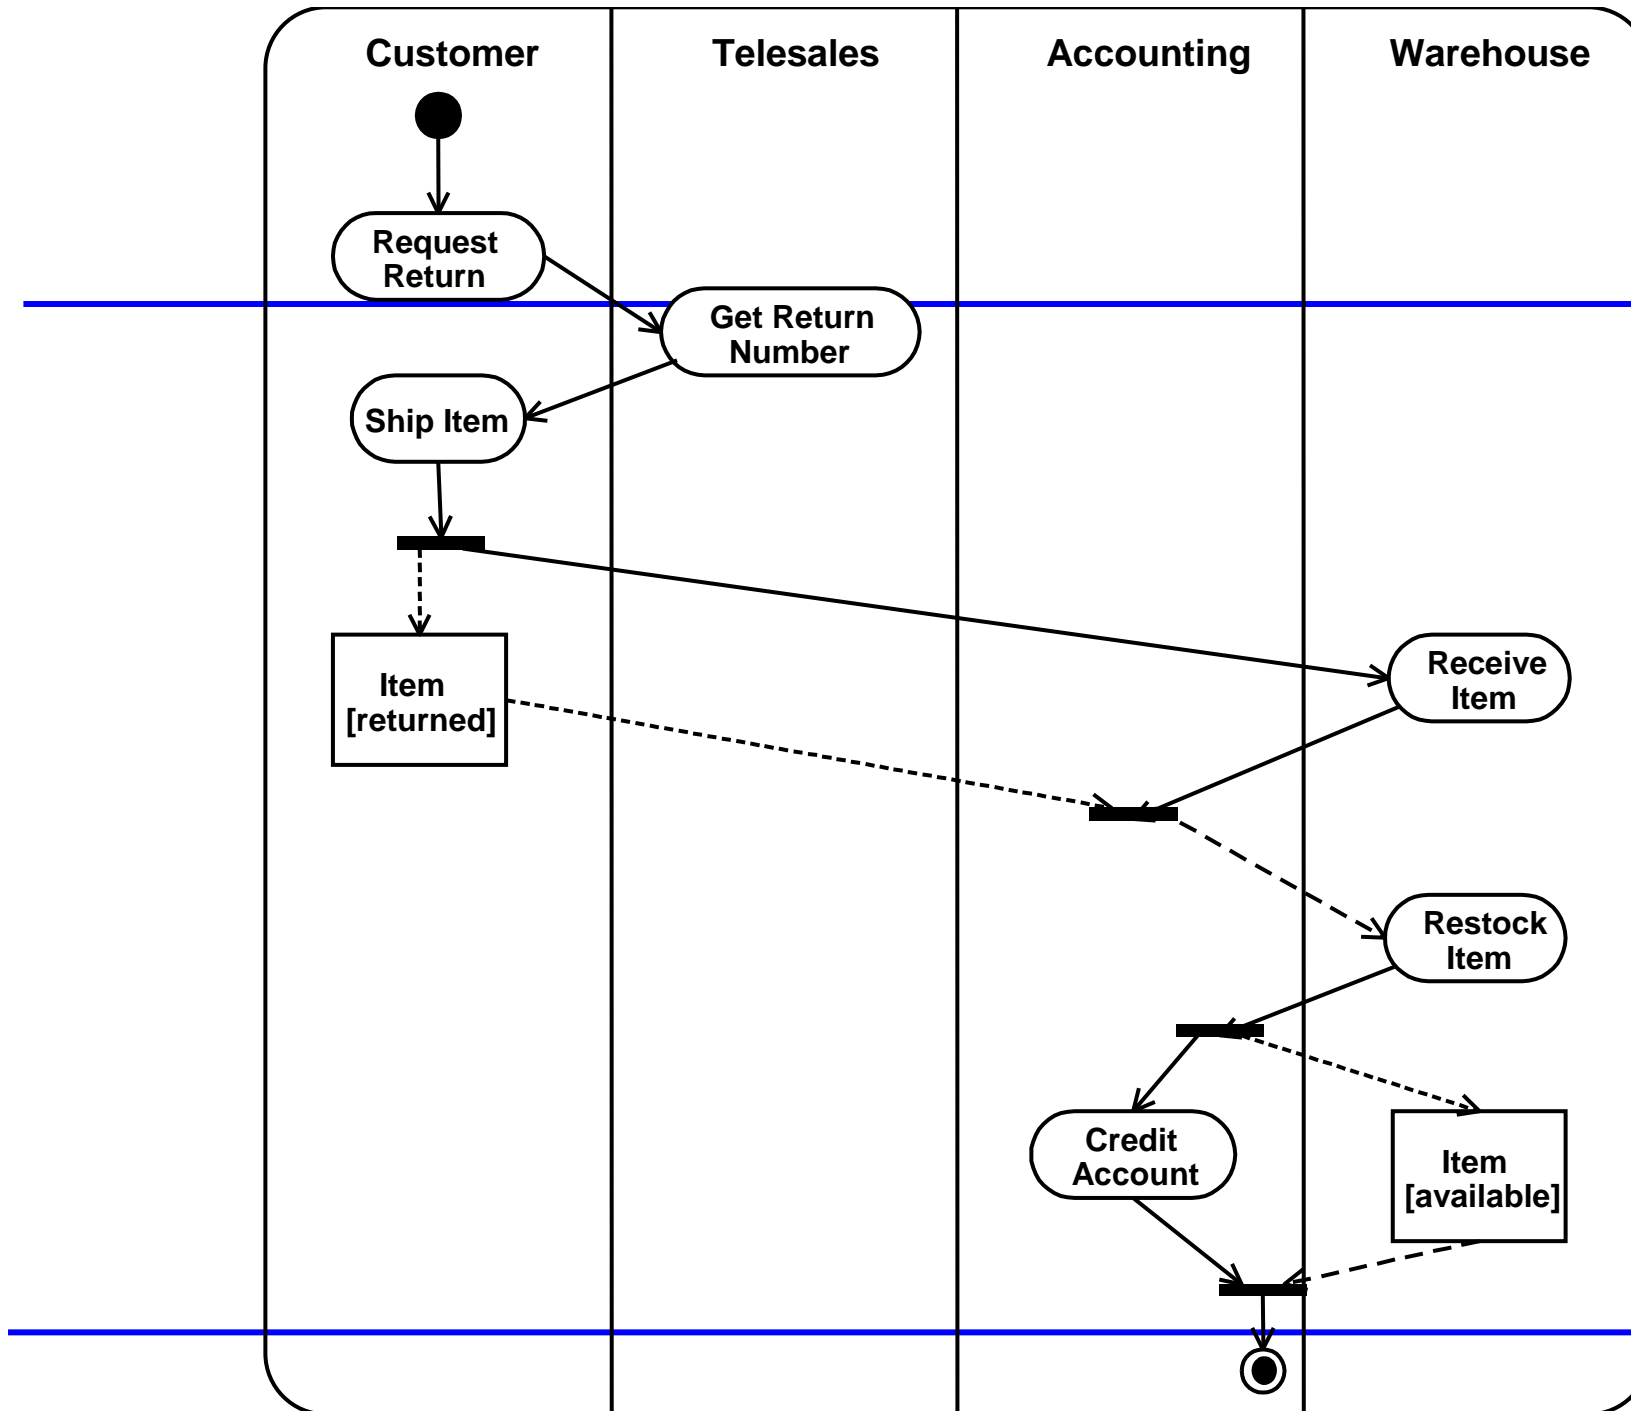 Customer
Telesales
Accounting
Warehouse
Request
Return
Get Return
Number
Ship Item
Item
[returned]
Receive
Item
Restock
Item
Credit
Account
Item
[available]